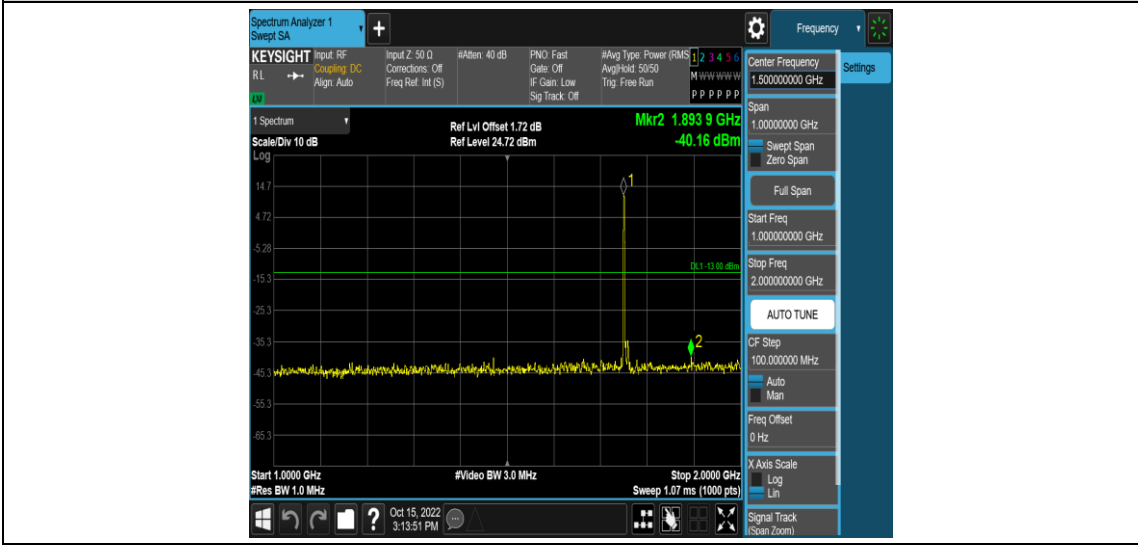 Spectrum Analyzer 1
Swept SA
Frequency
KEYSIGHT
RL
Input: RF
Coupling: DC
Align: Auto
Input Z: 50 Ω
Corrections: Off
Freq Ref: Int (S)
#Atten: 40 dB
PNO: Fast
Gate: Off
IF Gain: Low
Sig Track: Off
#Avg Type: Power (RMS
Avg|Hold: 50/50
Trig: Free Run
1 2 3 4 5 6
M W W W W W
P P P P P P
1 Spectrum
Scale/Div 10 dB
Log
Ref Lvl Offset 1.72 dB
Ref Level 24.72 dBm
Mkr2 1.893 9 GHz
-40.16 dBm
14.7
4.72
-5.28
-15.3
-25.3
-35.3
-45.3
-55.3
-65.3
1
DL1 -13.00 dBm
2
Start 1.0000 GHz
#Res BW 1.0 MHz
#Video BW 3.0 MHz
Stop 2.0000 GHz
Sweep 1.07 ms (1000 pts)
Center Frequency
1.500000000 GHz
Settings
Span
1.00000000 GHz
Swept Span
Zero Span
Full Span
Start Freq
1.000000000 GHz
Stop Freq
2.000000000 GHz
AUTO TUNE
CF Step
100.000000 MHz
Auto
Man
Freq Offset
0 Hz
X Axis Scale
Log
Lin
Signal Track
(Span Zoom)
?
Oct 15, 2022
3:13:51 PM